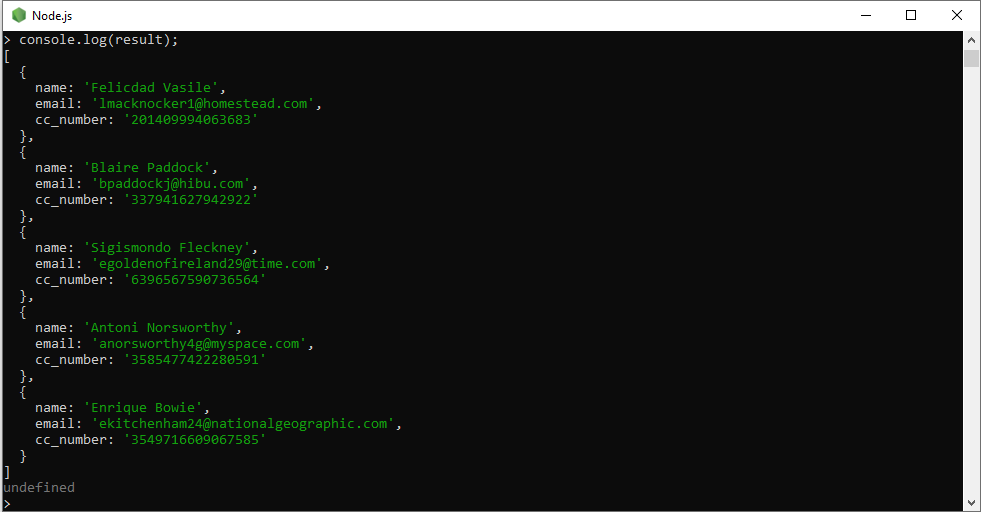 Node.js
> console.log(result);
[
  {
    name: 'Felicdad Vasile',
    email: 'lmacknocker1@homestead.com',
    cc_number: '201409994063683'
  },
  {
    name: 'Blaire Paddock',
    email: 'bpaddockj@hibu.com',
    cc_number: '337941627942922'
  },
  {
    name: 'Sigismondo Fleckney',
    email: 'egoldenofireland29@time.com',
    cc_number: '6396567590736564'
  },
  {
    name: 'Antoni Norsworthy',
    email: 'anorsworthy4g@myspace.com',
    cc_number: '3585477422280591'
  },
  {
    name: 'Enrique Bowie',
    email: 'ekitchenham24@nationalgeographic.com',
    cc_number: '3549716609067585'
  }
]
undefined
>